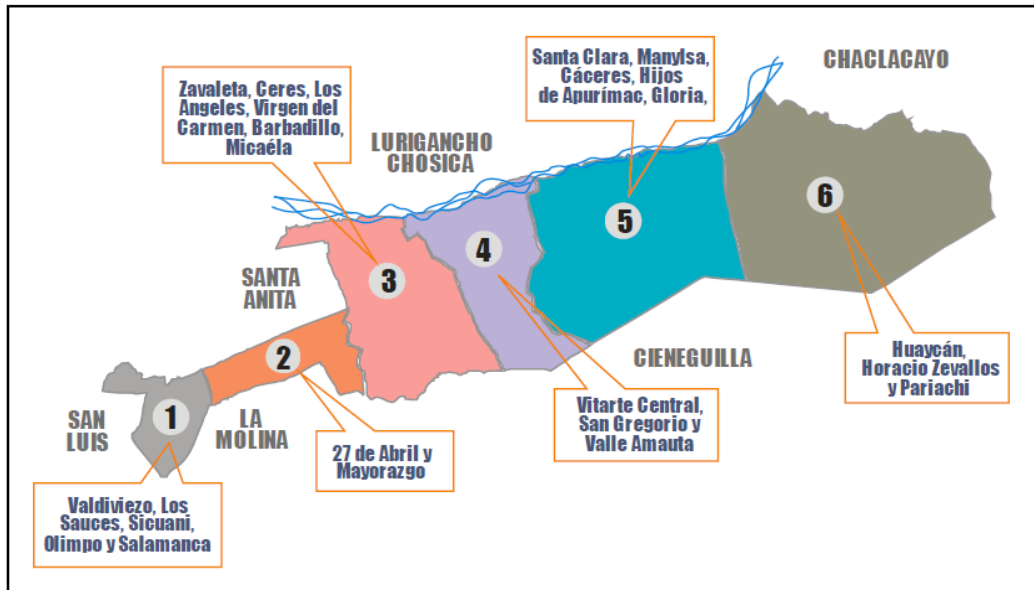 Santa Clara, Manylsa,
Cáceres, Hijos
de Apurímac, Gloria,
CHACLACAYO
Zavaleta, Ceres, Los
Angeles, Virgen del
Carmen, Barbadillo,
Micaéla
LURIGANCHO
CHOSICA
6
5
4
3
SANTA
ANITA
2
CIENEGUILLA
Huaycán,
Horacio Zevallos
y Pariachi
1
SAN
LUIS
LA
MOLINA
Vitarte Central,
San Gregorio y
Valle Amauta
27 de Abril y
Mayorazgo
Valdiviezo, Los
Sauces, Sicuani,
Olimpo y Salamanca